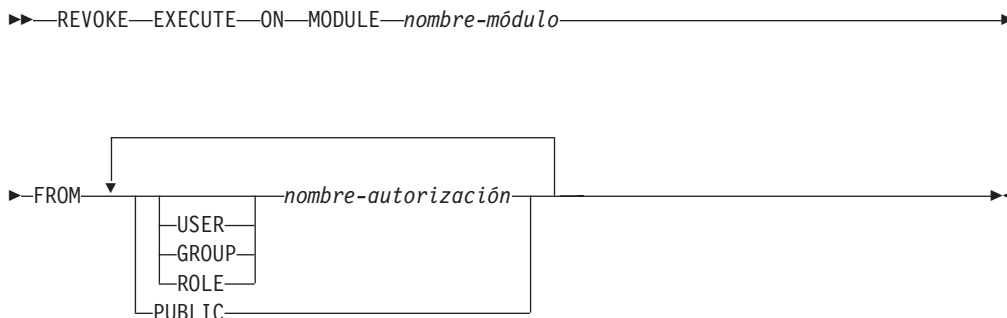 REVOKE EXECUTE ON MODULE nombre-módulo
FROM nombre-autorización
USER
GROUP
ROLE
PUBLIC